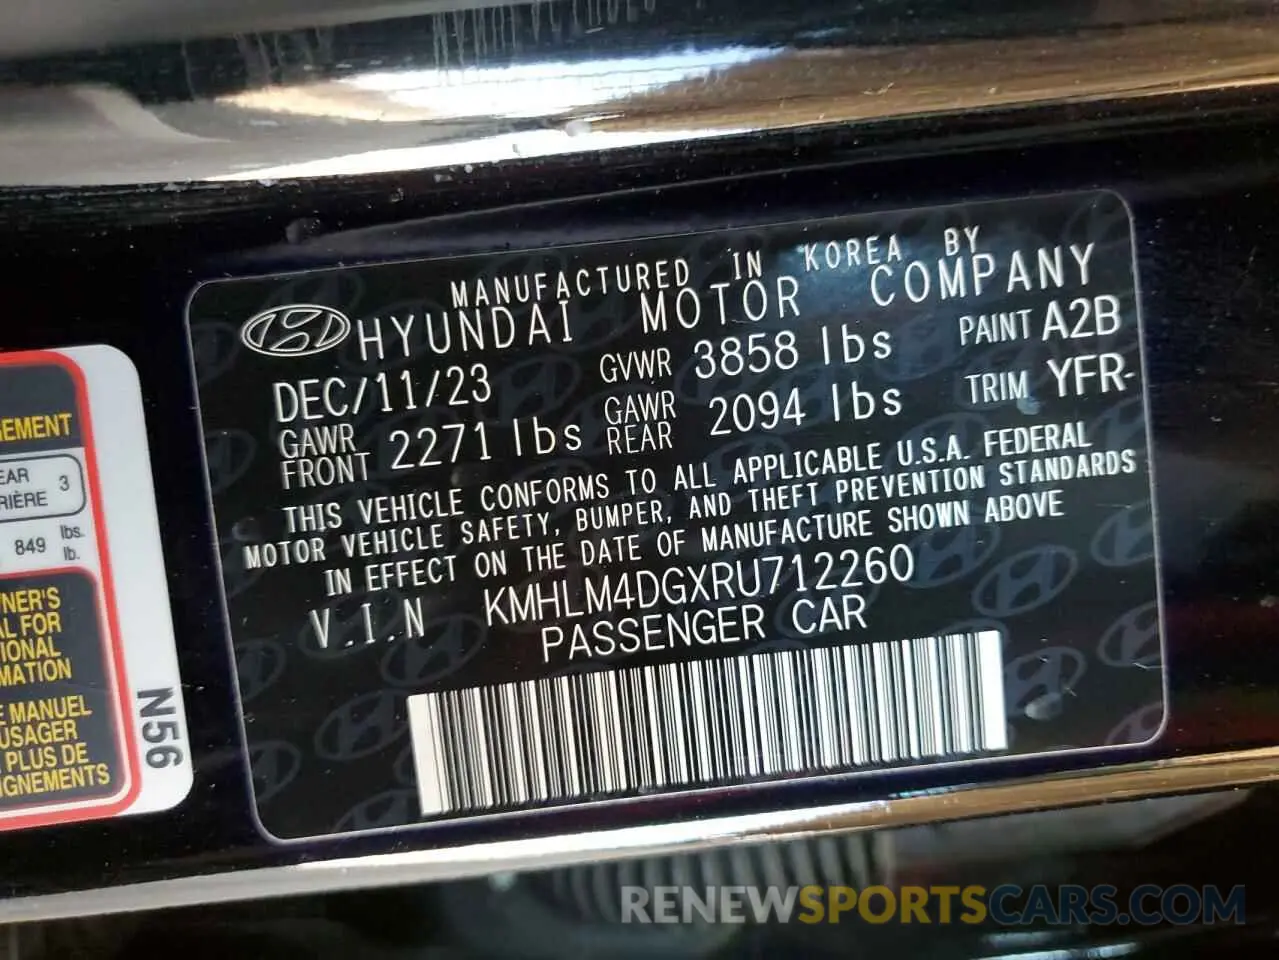 MANUFACTURED IN KOREA BY
HYUNDAI MOTOR COMPANY
DEC/11/23 GVWR 3858 lbs PAINT A2B
GAWR FRONT 2271 lbs GAWR REAR 2094 lbs TRIM YFR-
THIS VEHICLE CONFORMS TO ALL APPLICABLE U.S.A. FEDERAL
MOTOR VEHICLE SAFETY, BUMPER, AND THEFT PREVENTION STANDARDS
IN EFFECT ON THE DATE OF MANUFACTURE SHOWN ABOVE
V.I.N KMHLM4DGXRU712260
PASSENGER CAR
GEMENT
EAR
RIÈRE 3
849 lbs.
lb.
NER'S
AL FOR
IONAL
MATION
E MANUEL
USAGER
PLUS DE
IGNEMENTS
N56
RENEWSPORTSCARS.COM